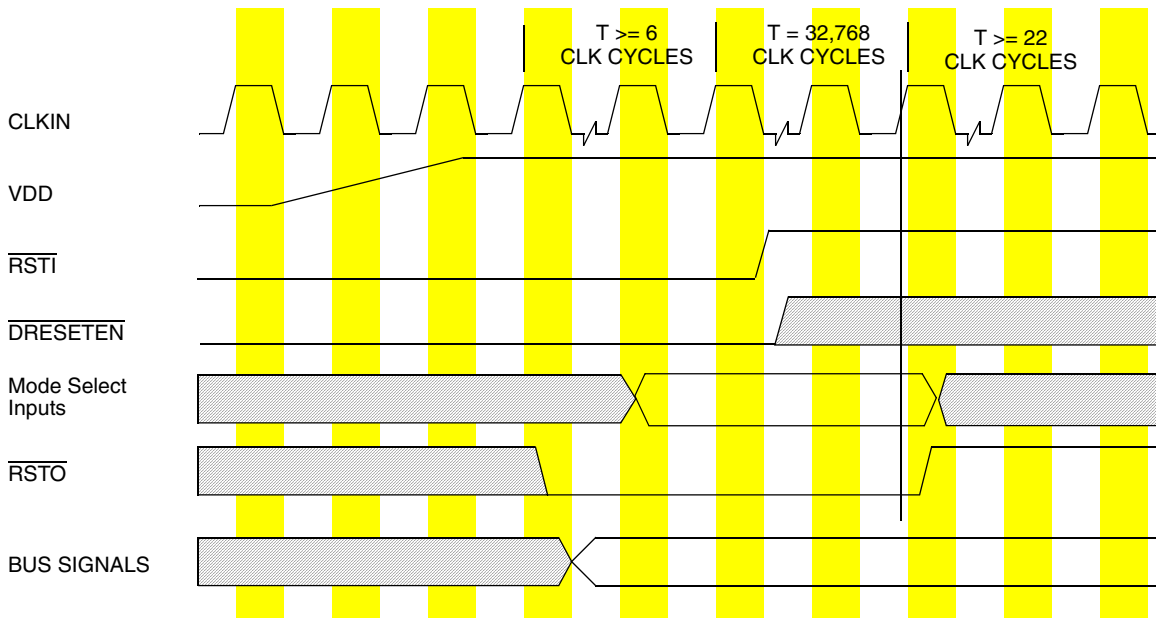 T >= 6
CLK CYCLES
T = 32,768
CLK CYCLES
T >= 22
CLK CYCLES
CLKIN
VDD
RSTI
DRESETEN
Mode Select
Inputs
RSTO
BUS SIGNALS